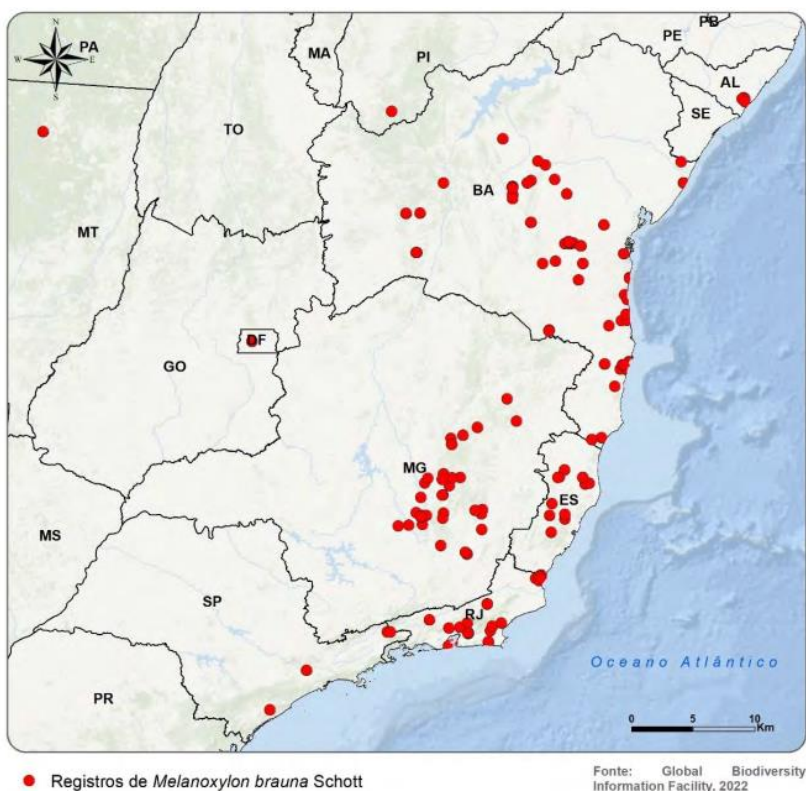 PB
PE
N
PA
MA
PI
W E
AL
S
SE
TO
BA
MT
DF
GO
MG
ES
MS
SP
RJ
Oceano Atlântico
PR
0 5 10
Km
Registros de Melanoxylon brauna Schott
Fonte: Global Biodiversity
Information Facility, 2022